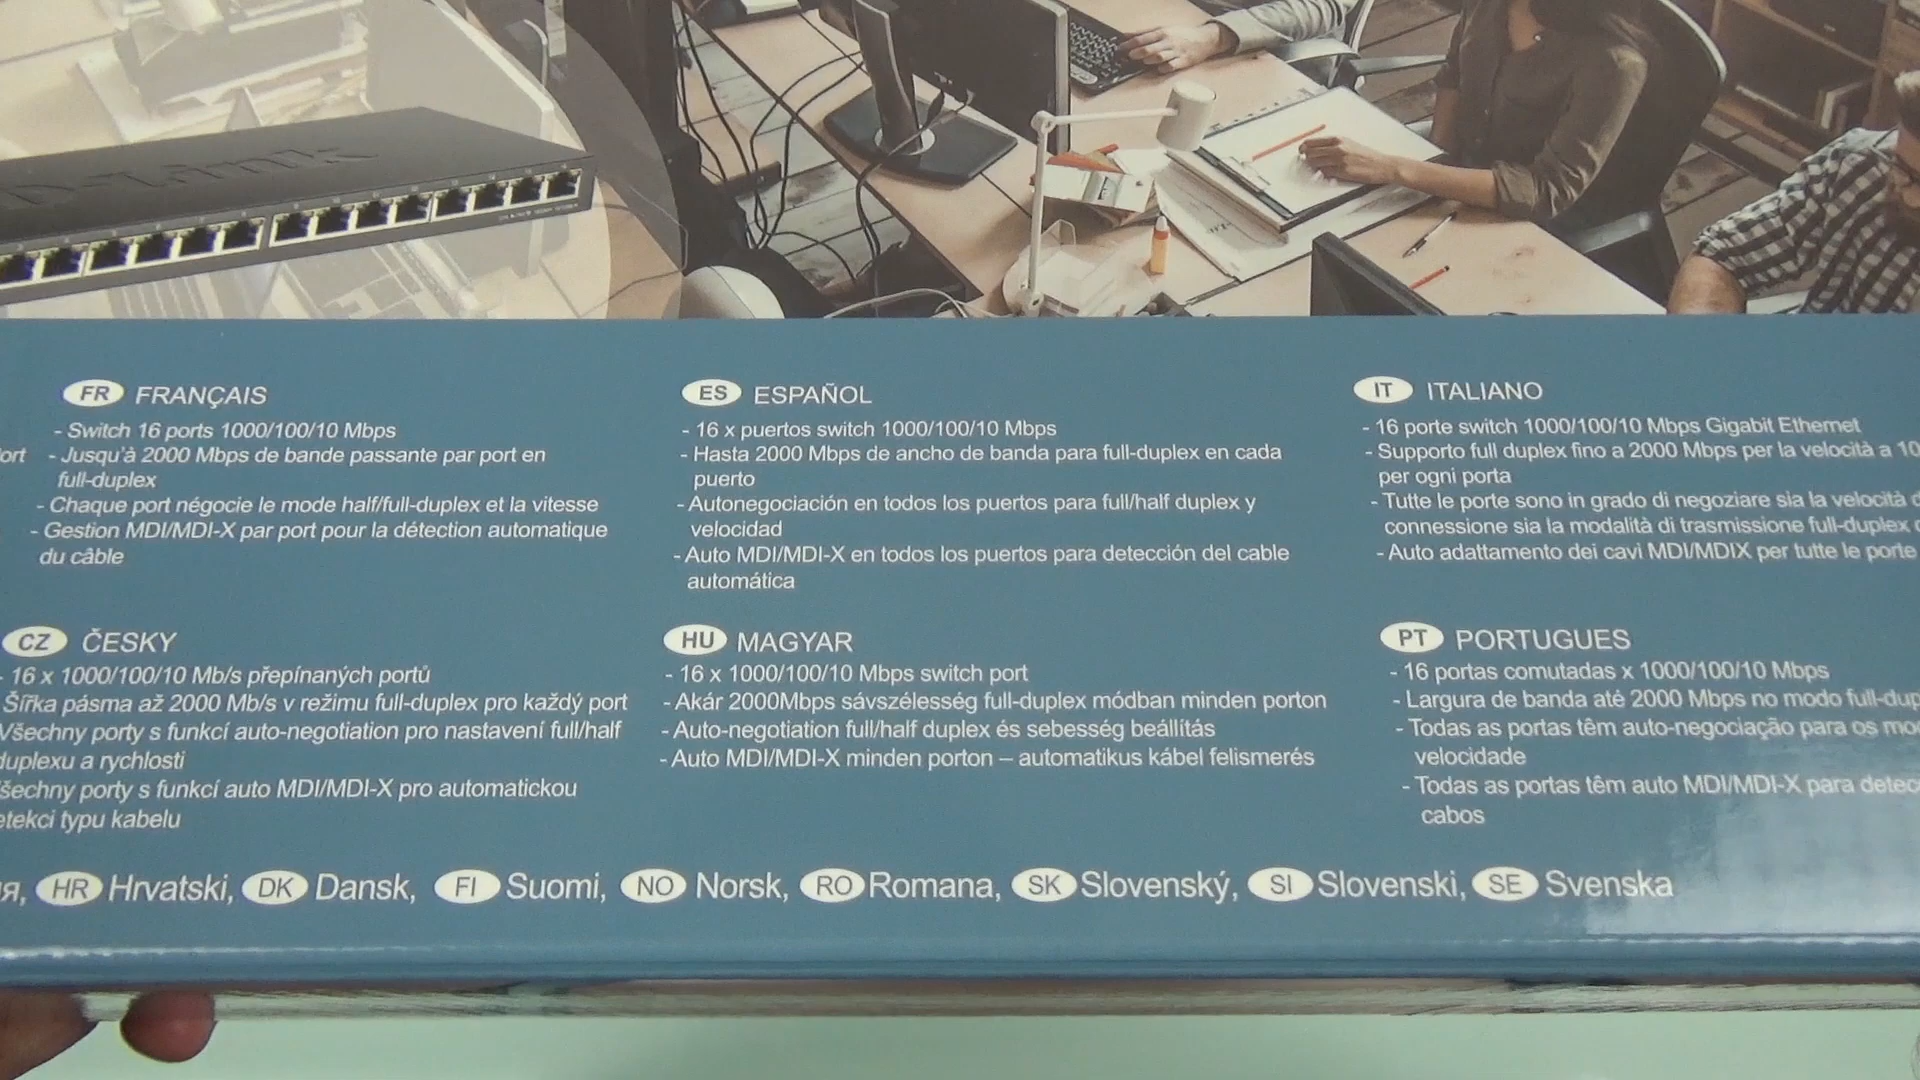 D-Link
FR FRANÇAIS
- Switch 16 ports 1000/100/10 Mbps
- Jusqu'à 2000 Mbps de bande passante par port en
full-duplex
- Chaque port négocie le mode half/full-duplex et la vitesse
- Gestion MDI/MDI-X par port pour la détection automatique
du câble
ES ESPAÑOL
- 16 x puertos switch 1000/100/10 Mbps
- Hasta 2000 Mbps de ancho de banda para full-duplex en cada
puerto
- Autonegociación en todos los puertos para full/half duplex y
velocidad
- Auto MDI/MDI-X en todos los puertos para detección del cable
automática
IT ITALIANO
- 16 porte switch 1000/100/10 Mbps Gigabit Ethernet
- Supporto full duplex fino a 2000 Mbps per la velocità a 10
per ogni porta
- Tutte le porte sono in grado di negoziare sia la velocità
connessione sia la modalità di trasmissione full-duplex
- Auto adattamento dei cavi MDI/MDIX per tutte le porte
CZ ČESKY
- 16 x 1000/100/10 Mb/s přepínaných portů
Šířka pásma až 2000 Mb/s v režimu full-duplex pro každý port
Všechny porty s funkcí auto-negotiation pro nastavení full/half
duplexu a rychlosti
šechny porty s funkcí auto MDI/MDI-X pro automatickou
etekci typu kabelu
HU MAGYAR
- 16 x 1000/100/10 Mbps switch port
- Akár 2000Mbps sávszélesség full-duplex módban minden porton
- Auto-negotiation full/half duplex és sebesség beállítás
- Auto MDI/MDI-X minden porton – automatikus kábel felismerés
PT PORTUGUES
- 16 portas comutadas x 1000/100/10 Mbps
- Largura de banda até 2000 Mbps no modo full-dup
- Todas as portas têm auto-negociação para os mo
velocidade
- Todas as portas têm auto MDI/MDI-X para detec
cabos
я, HR Hrvatski, DK Dansk, FI Suomi, NO Norsk, RO Romana, SK Slovenský, SI Slovenski, SE Svenska